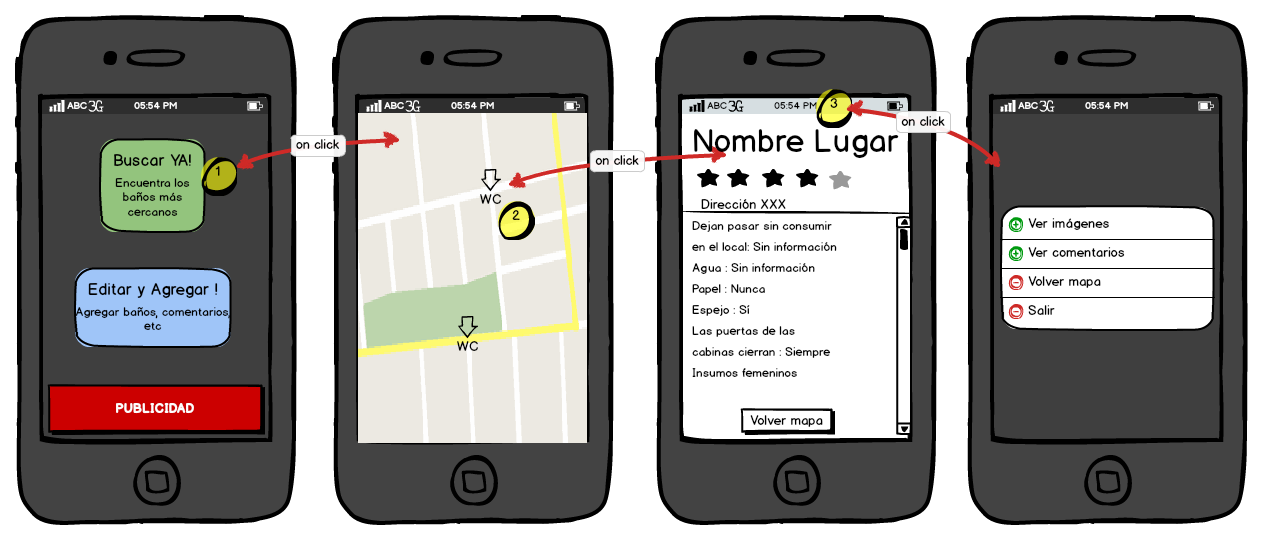 ABC 3G 05:54 PM
Buscar YA!
Encuentra los
baños más
cercanos
1
Editar y Agregar !
Agregar baños, comentarios,
etc
PUBLICIDAD
on click
ABC 3G 05:54 PM
WC
2
WC
on click
ABC 3G 05:54 PM
3
Nombre Lugar
Dirección XXX
Dejan pasar sin consumir
en el local: Sin información
Agua : Sin información
Papel : Nunca
Espejo : Sí
Las puertas de las
cabinas cierran : Siempre
Insumos femeninos
Volver mapa
on click
ABC 3G 05:54 PM
Ver imágenes
Ver comentarios
Volver mapa
Salir